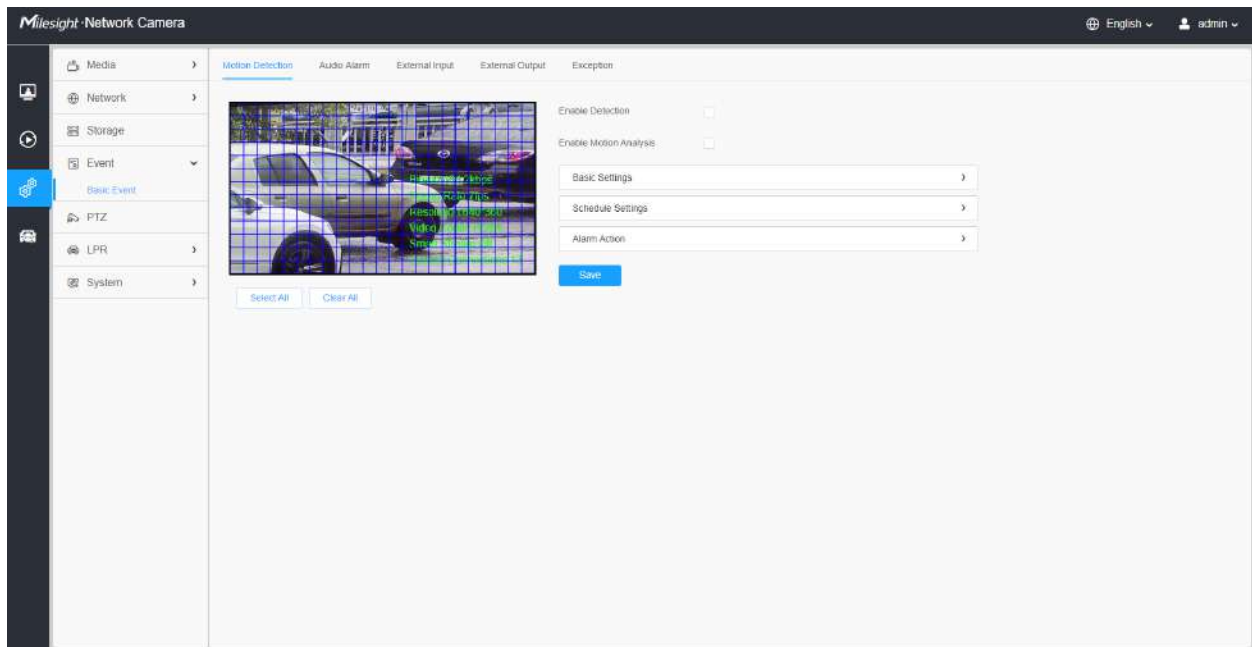 Milesight · Network Camera
English
admin
Media
Network
Storage
Event
Basic Event
PTZ
LPR
System
Motion Detection
Audio Alarm
External Input
External Output
Exception
Enable Detection
Enable Motion Analysis
Basic Settings
Schedule Settings
Alarm Action
Save
Select All
Clear All